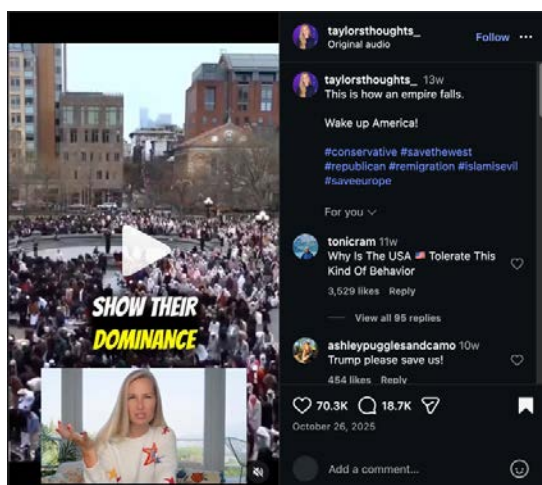 SHOW THEIR
DOMINANCE
taylorsthoughts_
Original audio
Follow
taylorsthoughts_ 13w
This is how an empire falls.
Wake up America!
#conservative #savethewest
#republican #remigration #islamisevil
#saveeurope
For you
tonicram 11w
Why Is The USA 🇺🇸 Tolerate This
Kind Of Behavior
3,529 likes Reply
View all 95 replies
ashleypugglesandcamo 10w
Trump please save us!
454 likes Reply
70.3K 18.7K
October 26, 2025
Add a comment...